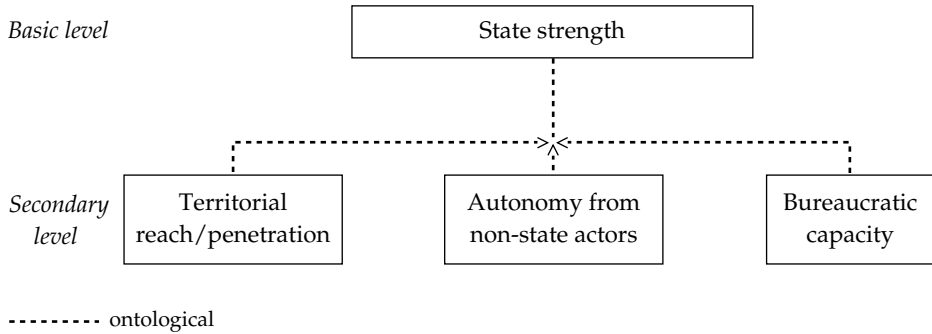 Basic level
State strength
Secondary
level
Territorial
reach/penetration
Autonomy from
non-state actors
Bureaucratic
capacity
ontological